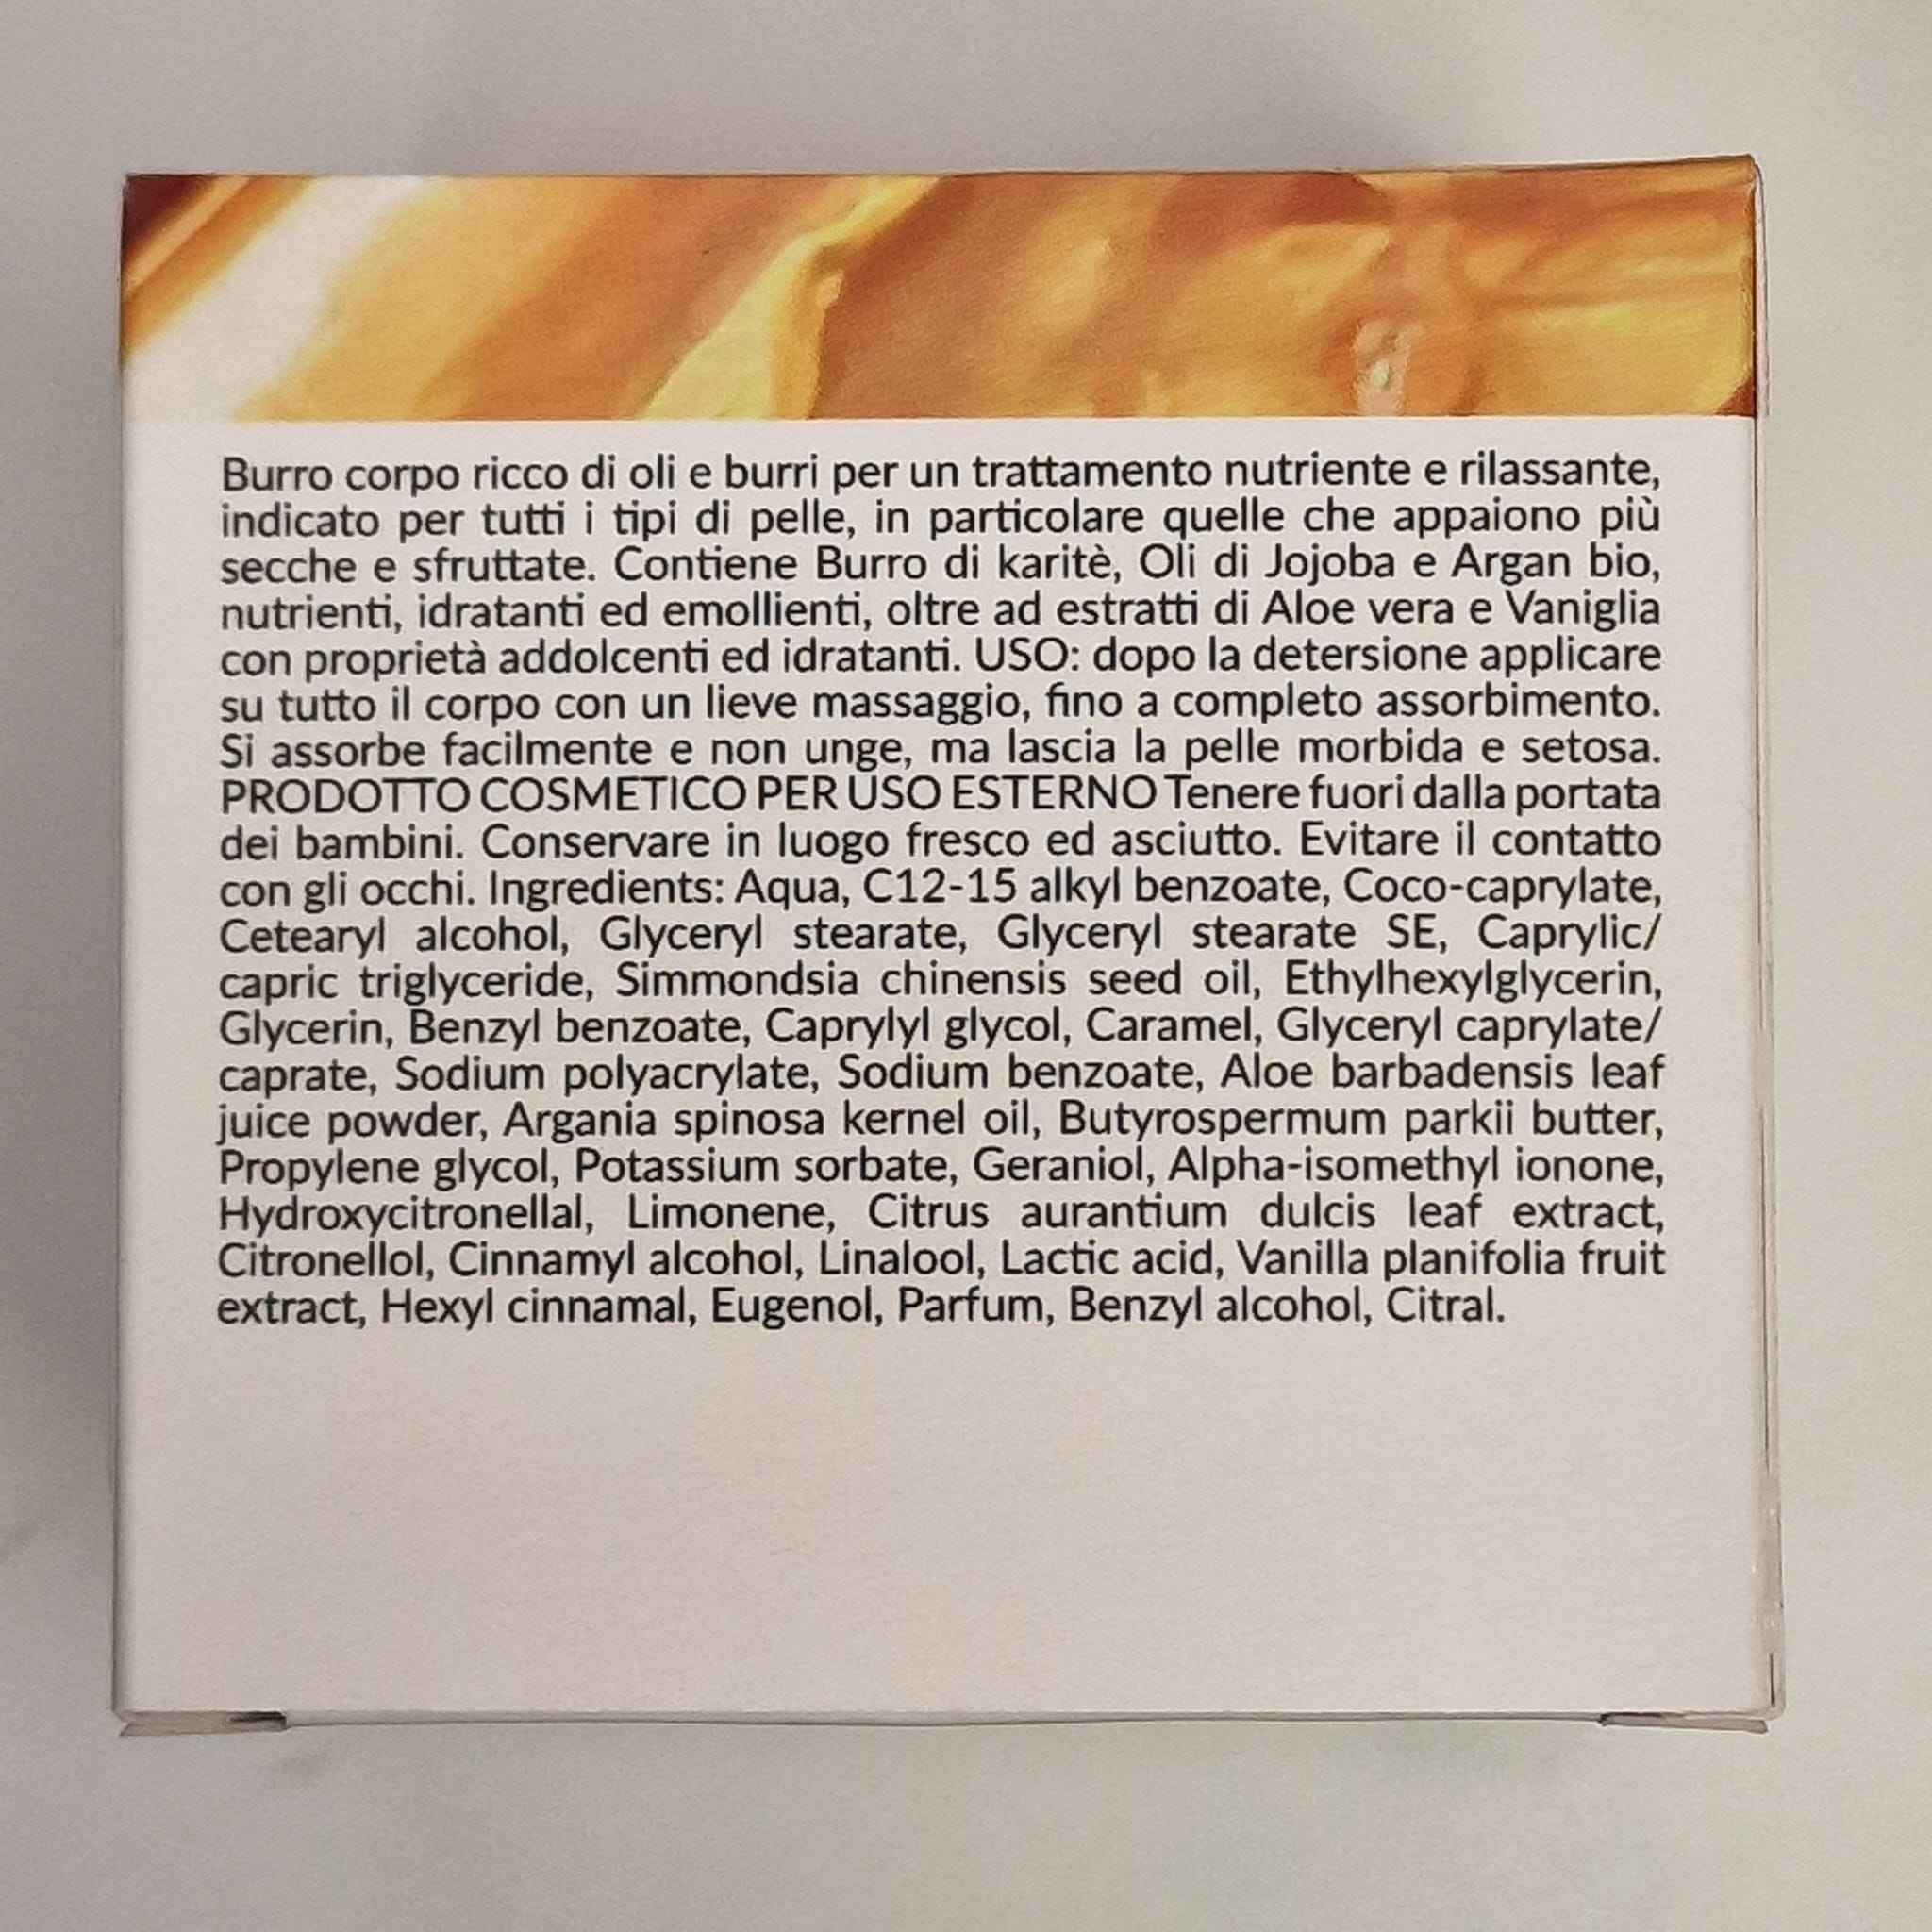 Burro corpo ricco di oli e burri per un trattamento nutriente e rilassante,
indicato per tutti i tipi di pelle, in particolare quelle che appaiono più
secche e sfruttate. Contiene Burro di karitè, Oli di Jojoba e Argan bio,
nutrienti, idratanti ed emollienti, oltre ad estratti di Aloe vera e Vaniglia
con proprietà addolcenti ed idratanti. USO: dopo la detersione applicare
su tutto il corpo con un lieve massaggio, fino a completo assorbimento.
Si assorbe facilmente e non unge, ma lascia la pelle morbida e setosa.
PRODOTTO COSMETICO PER USO ESTERNO Tenere fuori dalla portata
dei bambini. Conservare in luogo fresco ed asciutto. Evitare il contatto
con gli occhi. Ingredients: Aqua, C12-15 alkyl benzoate, Coco-caprylate,
Cetearyl alcohol, Glyceryl stearate, Glyceryl stearate SE, Caprylic/
capric triglyceride, Simmondsia chinensis seed oil, Ethylhexylglycerin,
Glycerin, Benzyl benzoate, Caprylyl glycol, Caramel, Glyceryl caprylate/
caprate, Sodium polyacrylate, Sodium benzoate, Aloe barbadensis leaf
juice powder, Argania spinosa kernel oil, Butyrospermum parkii butter,
Propylene glycol, Potassium sorbate, Geraniol, Alpha-isomethyl ionone,
Hydroxycitronellal, Limonene, Citrus aurantium dulcis leaf extract,
Citronellol, Cinnamyl alcohol, Linalool, Lactic acid, Vanilla planifolia fruit
extract, Hexyl cinnamal, Eugenol, Parfum, Benzyl alcohol, Citral.